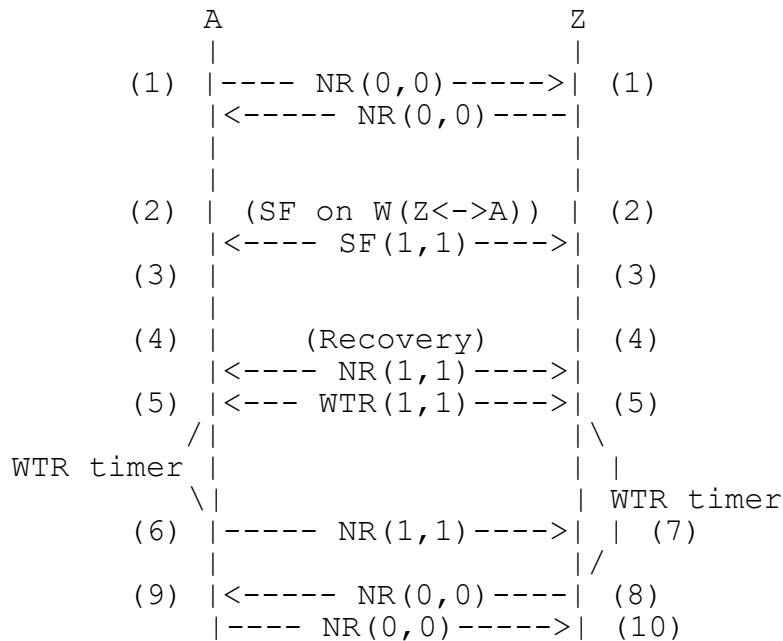 A Z
| |
(1) |---- NR(0,0)----->| (1)
|<----- NR(0,0)----|
| |
| |
(2) | (SF on W(Z<->A)) | (2)
|<---- SF(1,1)---->|
(3) | | (3)
| |
(4) | (Recovery) | (4)
|<---- NR(1,1)---->|
(5) |<--- WTR(1,1)---->| (5)
/| |\
WTR timer | | |
\| | WTR timer
(6) |----- NR(1,1)---->| | (7)
| |/
(9) |<----- NR(0,0)----| (8)
|---- NR(0,0)----->| (10)